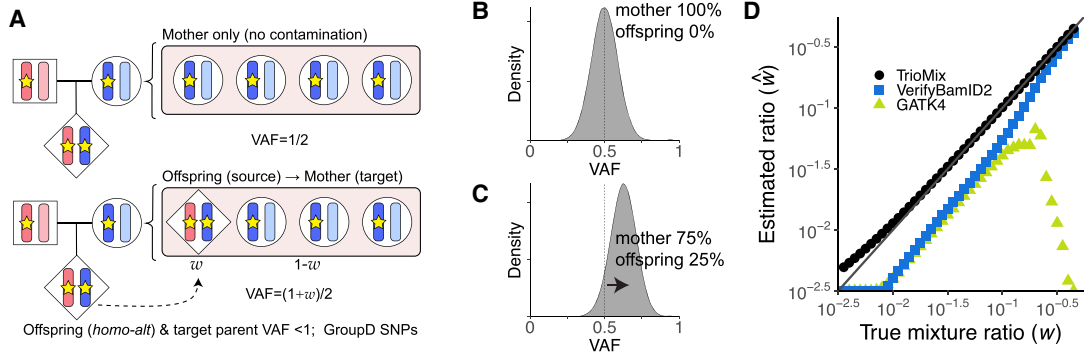 A
Mother only (no contamination)
VAF=1/2
Offspring (source) → Mother (target)
w
1-w
VAF=(1+w)/2
Offspring (homo-alt) & target parent VAF <1; GroupD SNPs
B
mother 100%
offspring 0%
Density
0
0.5
1
VAF
C
mother 75%
offspring 25%
Density
0
0.5
1
VAF
D
Estimated ratio (ŵ)
10^-0.5
10^-1
10^-1.5
10^-2
10^-2.5
TrioMix
VerifyBamID2
GATK4
10^-2.5
10^-2
10^-1.5
10^-1
10^-0.5
True mixture ratio (w)